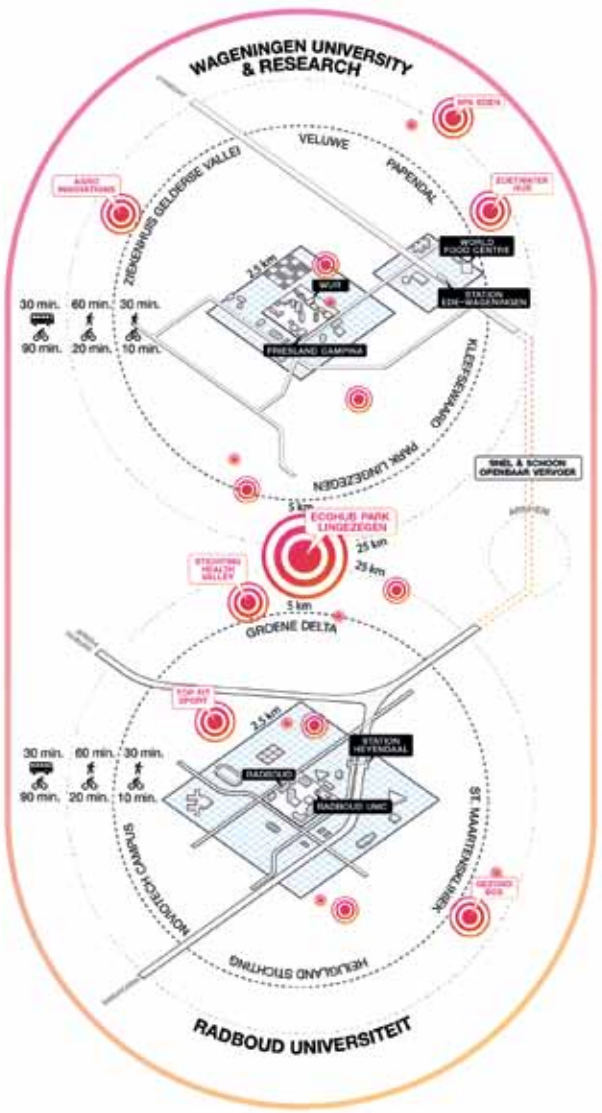 WAGENINGEN UNIVERSITY
& RESEARCH
VELUWE
PAPENDAL
ZIEKENHUIS GELDERSE VALLEI
AGRO
INNOVATIONS
WORLD
FOOD CENTRE
2.5 km
WUR
STATION
EDE-WAGENINGEN
30 min. 60 min. 30 min.
90 min. 20 min. 10 min.
FRIESLAND CAMPINA
KLEEFSEWAARD
PARK LINGEZEGEN
SNEL & SCHOON
OPENBAAR VERVOER
5 km
ECOHUB PARK
LINGEZEGEN
ARNHEM
25 km
25 km
STICHTING
HEALTH
VALLEY
5 km
GROENE DELTA
TOP FIT
SPORT
2.5 km
STATION
HEYENDAAL
30 min. 60 min. 30 min.
90 min. 20 min. 10 min.
RADBOUD
RADBOUD UMC
ST. MAARTENSKLINIEK
NOVIOTECH CAMPUS
GEZOND
BOS
HEILIGLAND STICHTING
RADBOUD UNIVERSITEIT